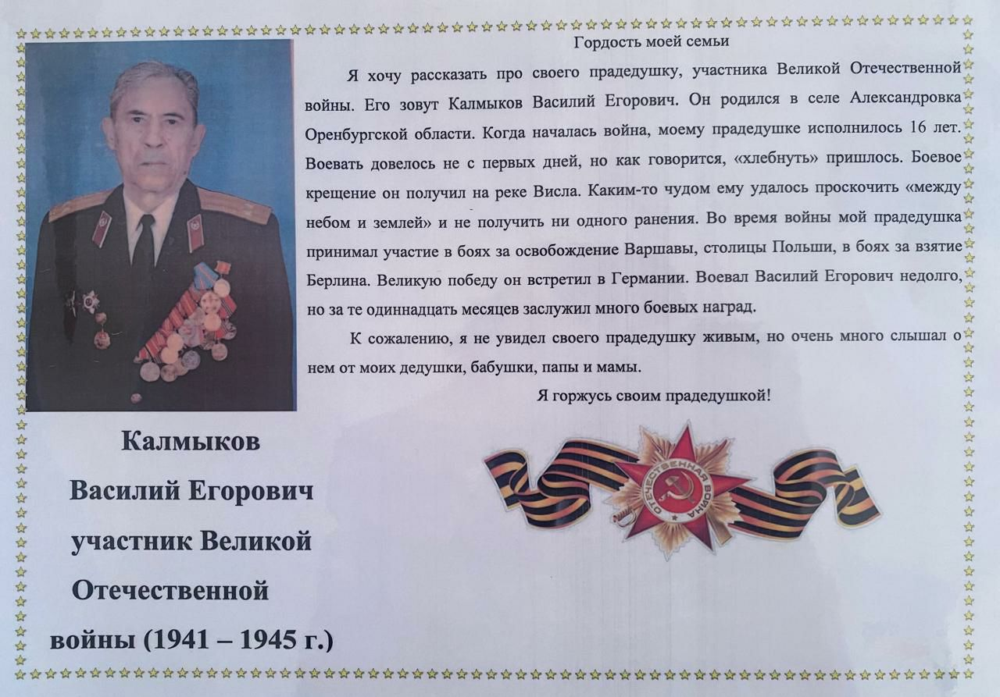 Гордость моей семьи
Я хочу рассказать про своего прадедушку, участника Великой Отечественной
войны. Его зовут Калмыков Василий Егорович. Он родился в селе Александровка
Оренбургской области. Когда началась война, моему прадедушке исполнилось 16 лет.
Воевать довелось не с первых дней, но как говорится, «хлебнуть» пришлось. Боевое
крещение он получил на реке Висла. Каким-то чудом ему удалось проскочить «между
небом и землей» и не получить ни одного ранения. Во время войны мой прадедушка
принимал участие в боях за освобождение Варшавы, столицы Польши, в боях за взятие
Берлина. Великую победу он встретил в Германии. Воевал Василий Егорович недолго,
но за те одиннадцать месяцев заслужил много боевых наград.
К сожалению, я не увидел своего прадедушку живым, но очень много слышал о
нем от моих дедушки, бабушки, папы и мамы.
Я горжусь своим прадедушкой!
Калмыков
Василий Егорович
участник Великой
Отечественной
войны (1941 – 1945 г.)
ОТЕЧЕСТВЕННАЯ ВОЙНА